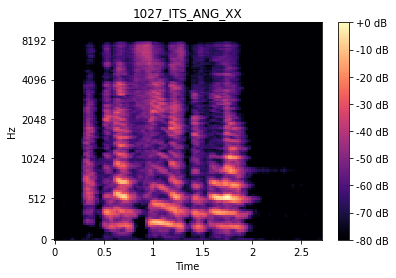 1027_ITS_ANG_XX
+0 dB
8192
-10 dB
4096
-20 dB
-30 dB
2048
Hz
-40 dB
1024
-50 dB
512
-60 dB
-70 dB
0
-80 dB
0 0.5 1 1.5 2 2.5
Time